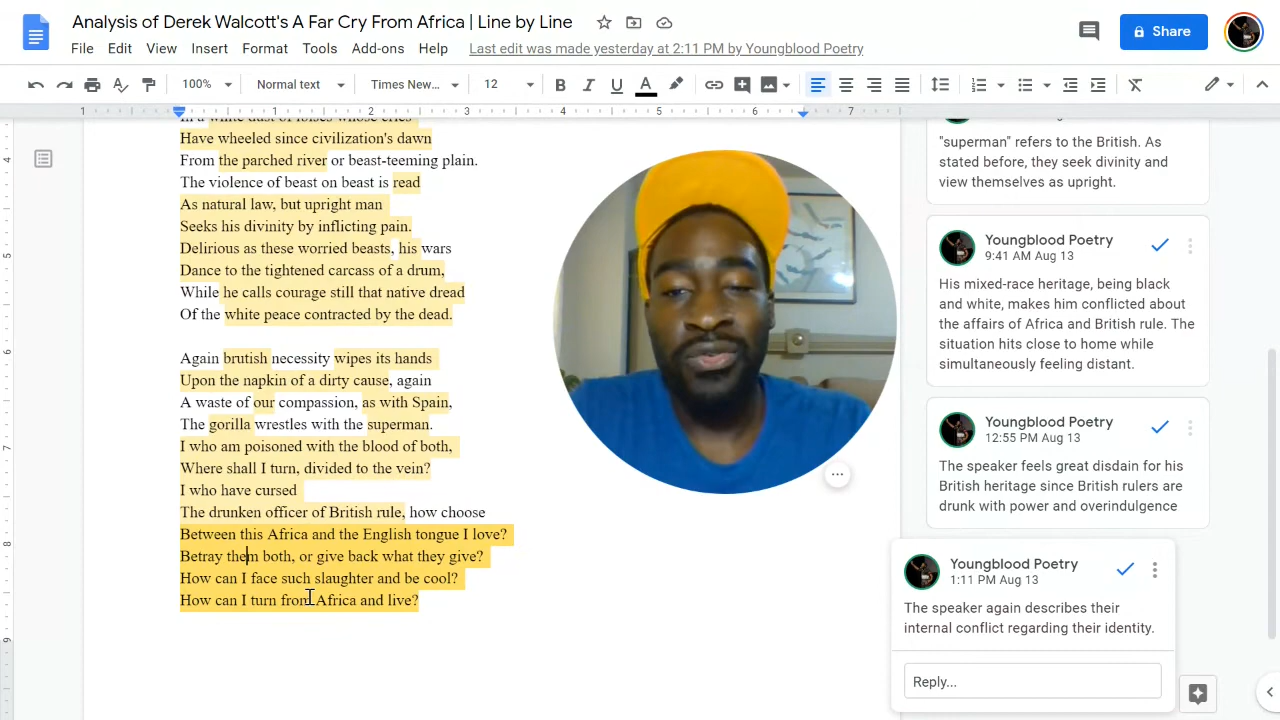 Analysis of Derek Walcott's A Far Cry From Africa | Line by Line
File Edit View Insert Format Tools Add-ons Help Last edit was made yesterday at 2:11 PM by Youngblood Poetry
Share
100% Normal text Times New... 12
1 1 2 3 4 5 6 7
Have wheeled since civilization's dawn
From the parched river or beast-teeming plain.
The violence of beast on beast is read
As natural law, but upright man
Seeks his divinity by inflicting pain.
Delirious as these worried beasts, his wars
Dance to the tightened carcass of a drum,
While he calls courage still that native dread
Of the white peace contracted by the dead.
Again brutish necessity wipes its hands
Upon the napkin of a dirty cause, again
A waste of our compassion, as with Spain,
The gorilla wrestles with the superman.
I who am poisoned with the blood of both,
Where shall I turn, divided to the vein?
I who have cursed
The drunken officer of British rule, how choose
Between this Africa and the English tongue I love?
Betray them both, or give back what they give?
How can I face such slaughter and be cool?
How can I turn from Africa and live?
4
5
6
7
8
9
"superman" refers to the British. As
stated before, they seek divinity and
view themselves as upright.
Youngblood Poetry
9:41 AM Aug 13
His mixed-race heritage, being black
and white, makes him conflicted about
the affairs of Africa and British rule. The
situation hits close to home while
simultaneously feeling distant.
Youngblood Poetry
12:55 PM Aug 13
The speaker feels great disdain for his
British heritage since British rulers are
drunk with power and overindulgence
Youngblood Poetry
1:11 PM Aug 13
The speaker again describes their
internal conflict regarding their identity.
Reply...